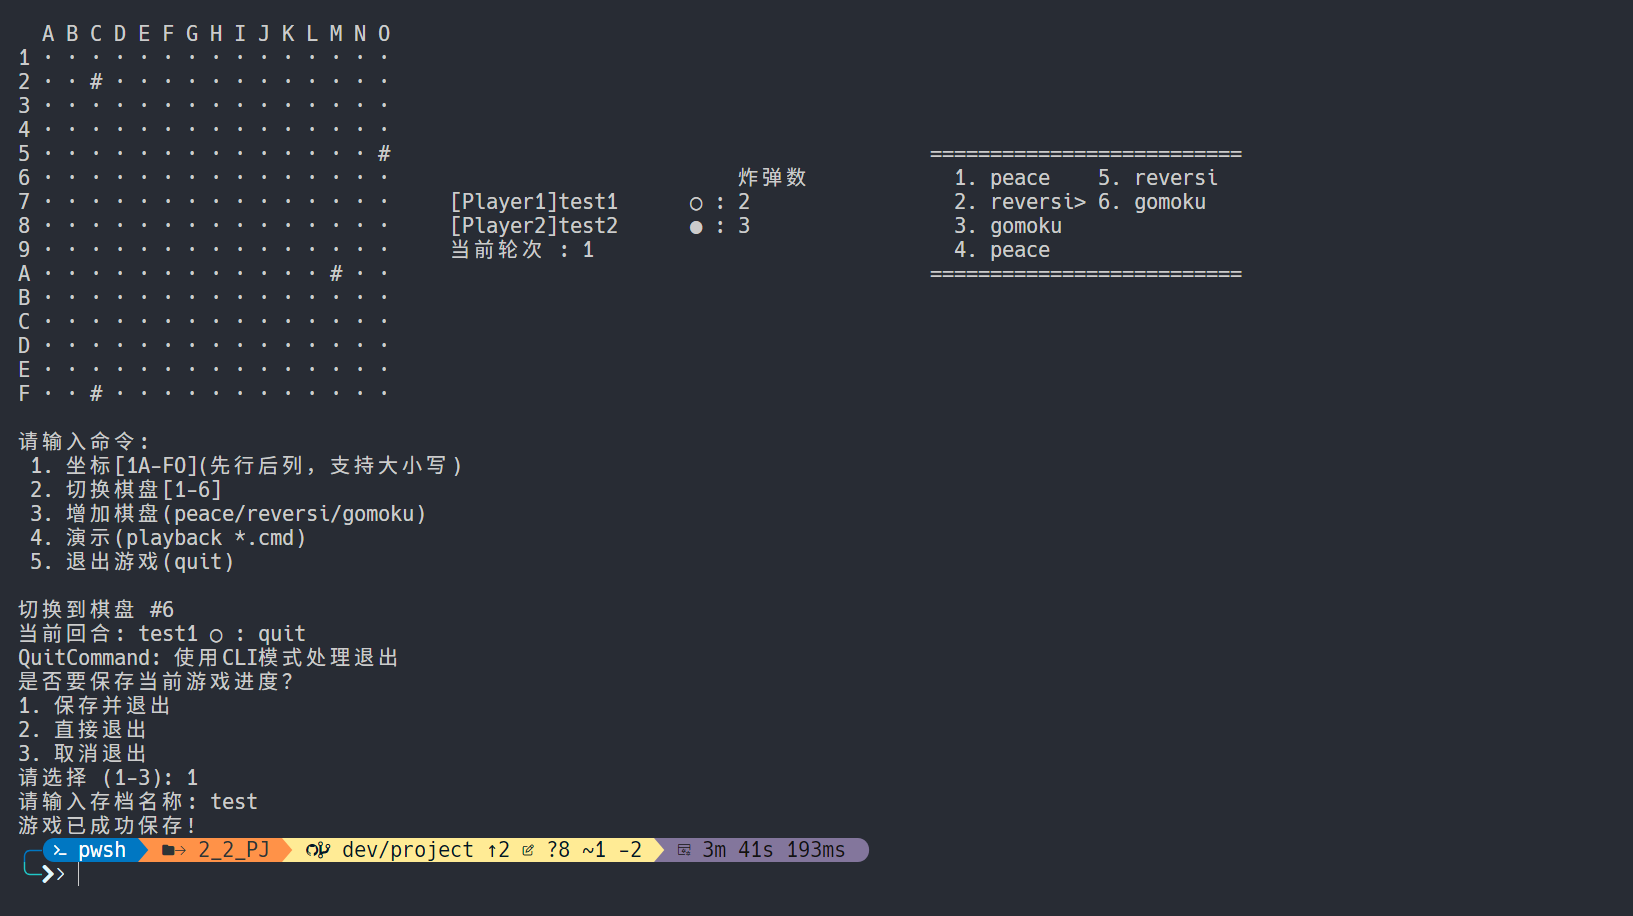 A B C D E F G H I J K L M N O
1 · · · · · · · · · · · · · · ·
2 · · # · · · · · · · · · · · ·
3 · · · · · · · · · · · · · · ·
4 · · · · · · · · · · · · · · ·
5 · · · · · · · · · · · · · · # ==========================
6 · · · · · · · · · · · · · · · 炸弹数 1. peace 5. reversi
7 · · · · · · · · · · · · · · · [Player1]test1 ○ : 2 2. reversi> 6. gomoku
8 · · · · · · · · · · · · · · · [Player2]test2 ● : 3 3. gomoku
9 · · · · · · · · · · · · · · · 当前轮次 : 1 4. peace
A · · · · · · · · · · · · # · · ==========================
B · · · · · · · · · · · · · · ·
C · · · · · · · · · · · · · · ·
D · · · · · · · · · · · · · · ·
E · · · · · · · · · · · · · · ·
F · · # · · · · · · · · · · · ·
请输入命令:
1. 坐标[1A-FO](先行后列, 支持大小写)
2. 切换棋盘[1-6]
3. 增加棋盘(peace/reversi/gomoku)
4. 演示(playback *.cmd)
5. 退出游戏(quit)
切换到棋盘 #6
当前回合: test1 ○ : quit
QuitCommand: 使用CLI模式处理退出
是否要保存当前游戏进度?
1. 保存并退出
2. 直接退出
3. 取消退出
请选择 (1-3): 1
请输入存档名称: test
游戏已成功保存!
pwsh 2_2_PJ dev/project ↑2 ?8 ~1 -2 3m 41s 193ms